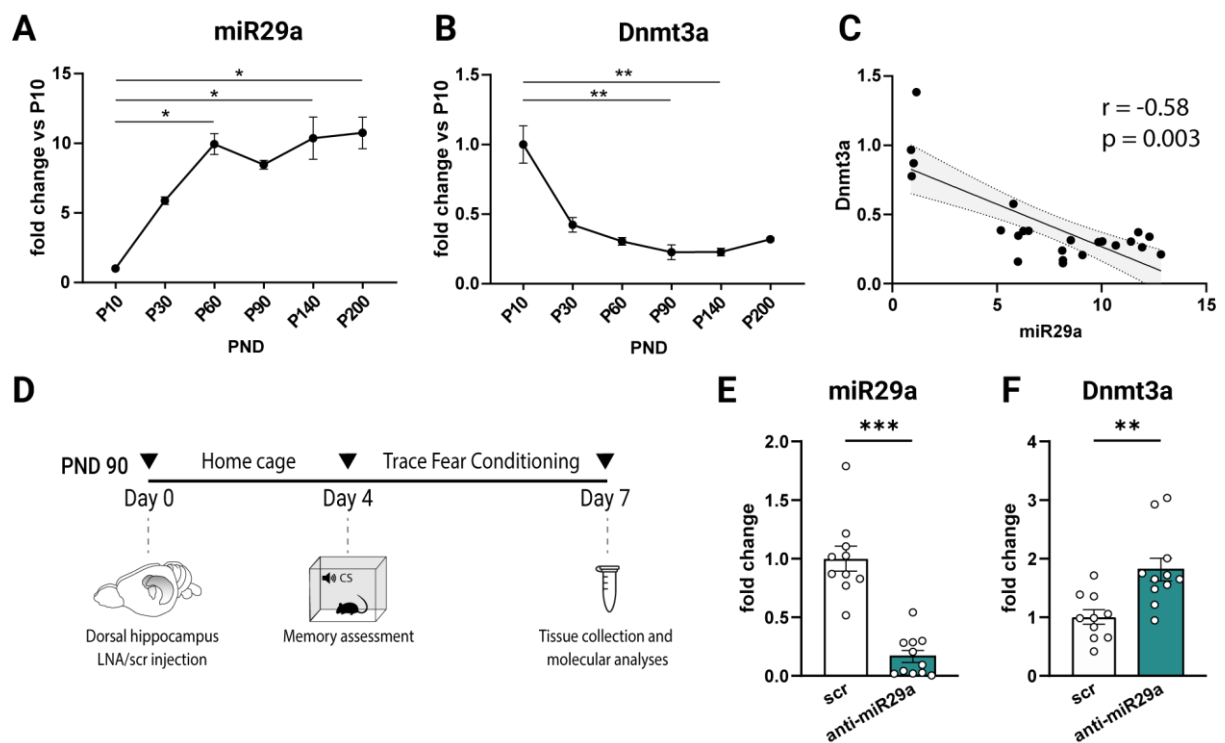 A
miR29a
fold change vs P10
15
10
5
0
*
*
*
P10
P30
P60
P90
P140
P200
PND
B
Dnmt3a
fold change vs P10
1.5
1.0
0.5
0.0
**
**
P10
P30
P60
P90
P140
P200
PND
C
Dnmt3a
1.5
1.0
0.5
0.0
r = -0.58
p = 0.003
0
5
10
15
miR29a
D
PND 90
Home cage
Trace Fear Conditioning
Day 0
Day 4
Day 7
CS
Dorsal hippocampus
LNA/scr injection
Memory assessment
Tissue collection and
molecular analyses
E
miR29a
***
fold change
2.0
1.5
1.0
0.5
0.0
scr
anti-miR29a
F
Dnmt3a
**
fold change
4
3
2
1
0
scr
anti-miR29a